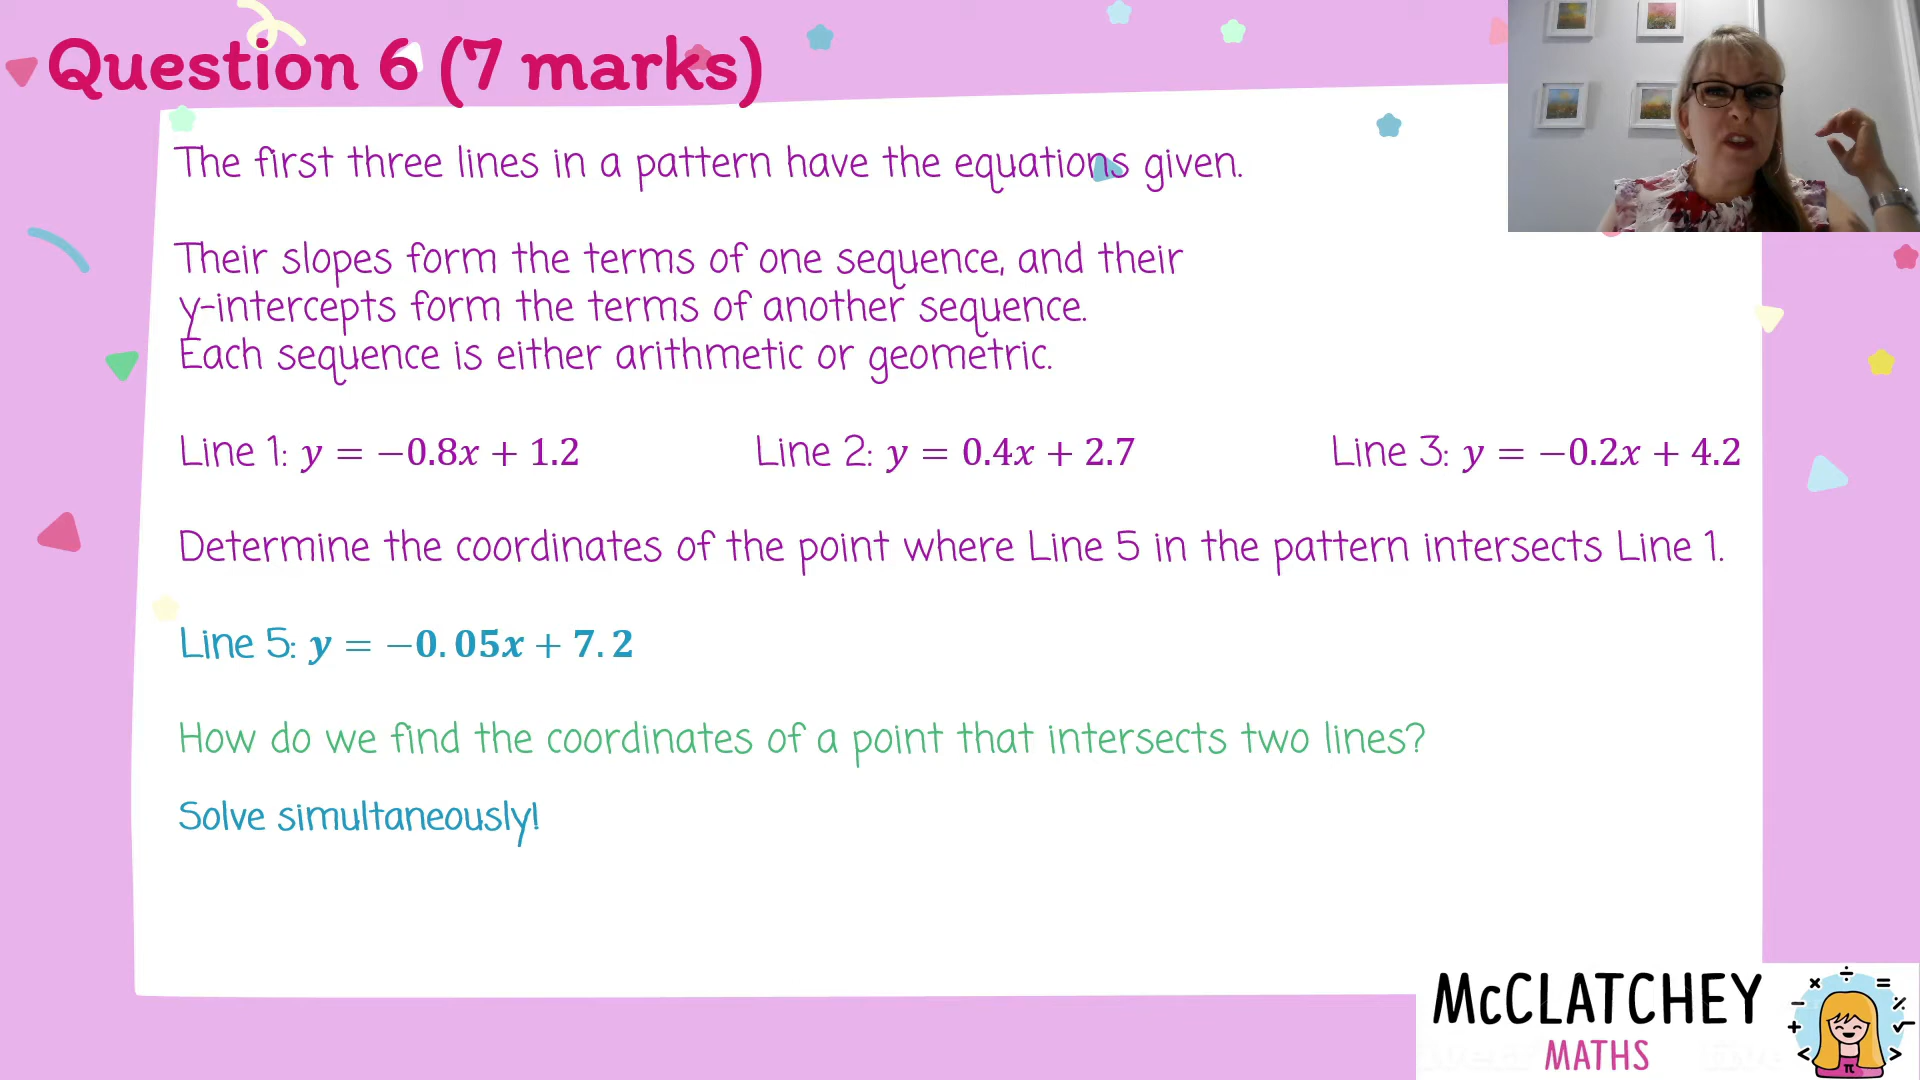 Question 6 (7 marks)
The first three lines in a pattern have the equations given.
Their slopes form the terms of one sequence, and their
y-intercepts form the terms of another sequence.
Each sequence is either arithmetic or geometric.
Line 1: y = −0.8x + 1.2 Line 2: y = 0.4x + 2.7 Line 3: y = −0.2x + 4.2
Determine the coordinates of the point where Line 5 in the pattern intersects Line 1.
Line 5: y = −0.05x + 7.2
How do we find the coordinates of a point that intersects two lines?
Solve simultaneously!
McCLATCHEY
MATHS